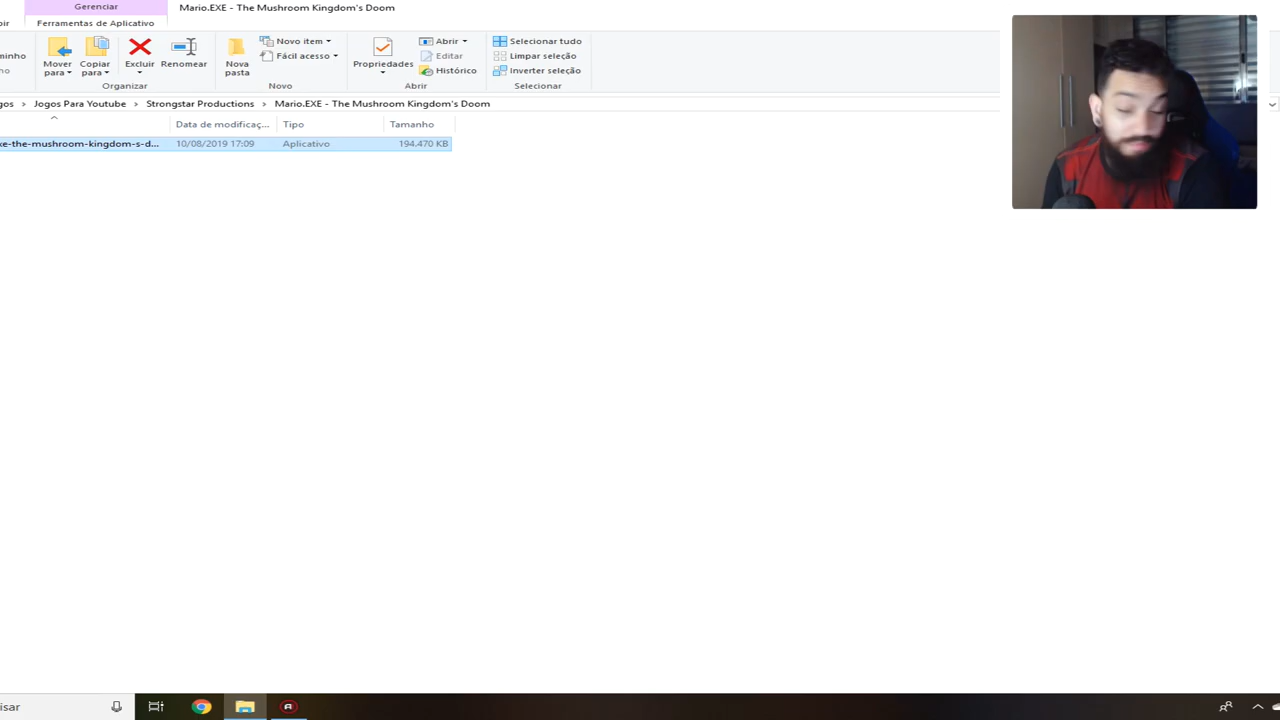 Gerenciar
Mario.EXE - The Mushroom Kingdom's Doom
Ferramentas de Aplicativo
Mover para
Copiar para
Excluir
Renomear
Nova pasta
Novo item
Fácil acesso
Propriedades
Abrir
Editar
Histórico
Selecionar tudo
Limpar seleção
Inverter seleção
Organizar
Novo
Abrir
Selecionar
Jogos Para Youtube > Strongstar Productions > Mario.EXE - The Mushroom Kingdom's Doom
Data de modificaç... Tipo Tamanho
xe-the-mushroom-kingdom-s-d... 10/08/2019 17:09 Aplicativo 194.470 KB
isar